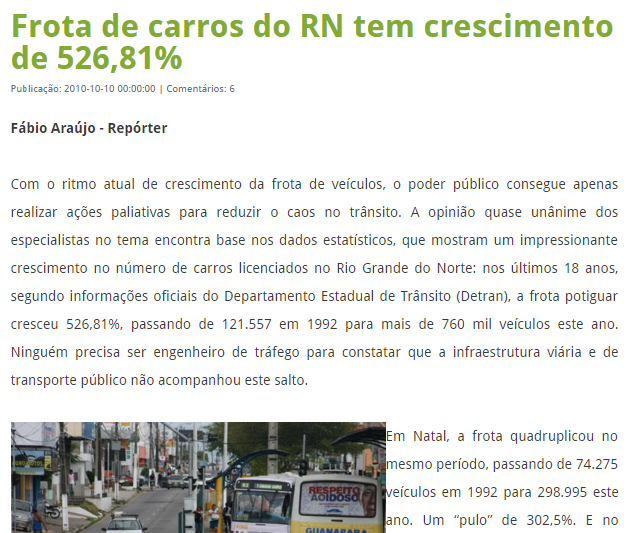 Frota de carros do RN tem crescimento
de 526,81%
Publicação: 2010-10-10 00:00:00 | Comentários: 6
Fábio Araújo - Repórter
Com o ritmo atual de crescimento da frota de veículos, o poder público consegue apenas
realizar ações paliativas para reduzir o caos no trânsito. A opinião quase unânime dos
especialistas no tema encontra base nos dados estatísticos, que mostram um impressionante
crescimento no número de carros licenciados no Rio Grande do Norte: nos últimos 18 anos,
segundo informações oficiais do Departamento Estadual de Trânsito (Detran), a frota potiguar
cresceu 526,81%, passando de 121.557 em 1992 para mais de 760 mil veículos este ano.
Ninguém precisa ser engenheiro de tráfego para constatar que a infraestrutura viária e de
transporte público não acompanhou este salto.
Em Natal, a frota quadruplicou no
mesmo período, passando de 74.275
veículos em 1992 para 298.995 este
ano. Um “pulo” de 302,5%. E no
RESPEITO
AOIDOSO
GUANABARA